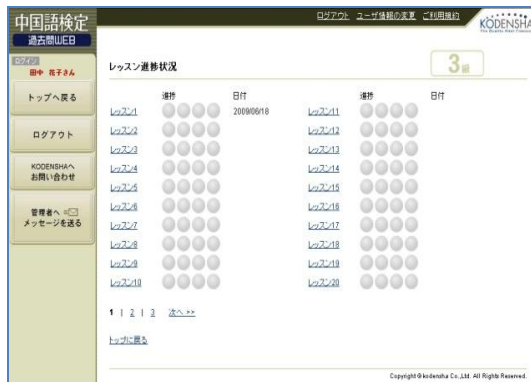 中国語検定
過去問WEB
ログアウト ユーザ情報の変更 ご利用規約
KODENSHA
ログイン
田中 花子さん
トップへ戻る
ログアウト
KODENSHAへ
お問い合わせ
管理者へ
メッセージを送る
レッスン進捗状況
3級
進捗 日付 進捗 日付
レッスン1 2009/06/18 レッスン11
レッスン2 レッスン12
レッスン3 レッスン13
レッスン4 レッスン14
レッスン5 レッスン15
レッスン6 レッスン16
レッスン7 レッスン17
レッスン8 レッスン18
レッスン9 レッスン19
レッスン10 レッスン20
1 | 2 | 3 次へ >>
トップに戻る
Copyright © kodensha Co.,Ltd. All Rights Reserved.